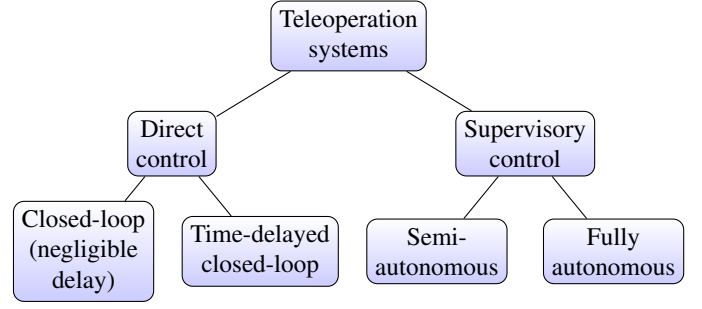 Teleoperation
systems
Direct
control
Supervisory
control
Closed-loop
(negligible
delay)
Time-delayed
closed-loop
Semi-
autonomous
Fully
autonomous